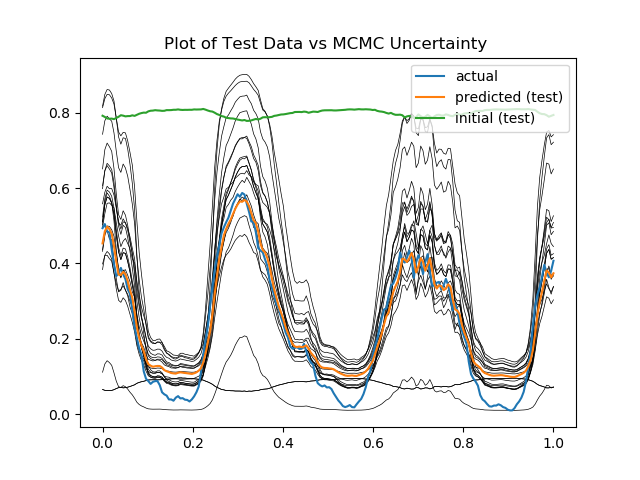 Plot of Test Data vs MCMC Uncertainty
actual
predicted (test)
initial (test)
0.8
0.6
0.4
0.2
0.0
0.0 0.2 0.4 0.6 0.8 1.0